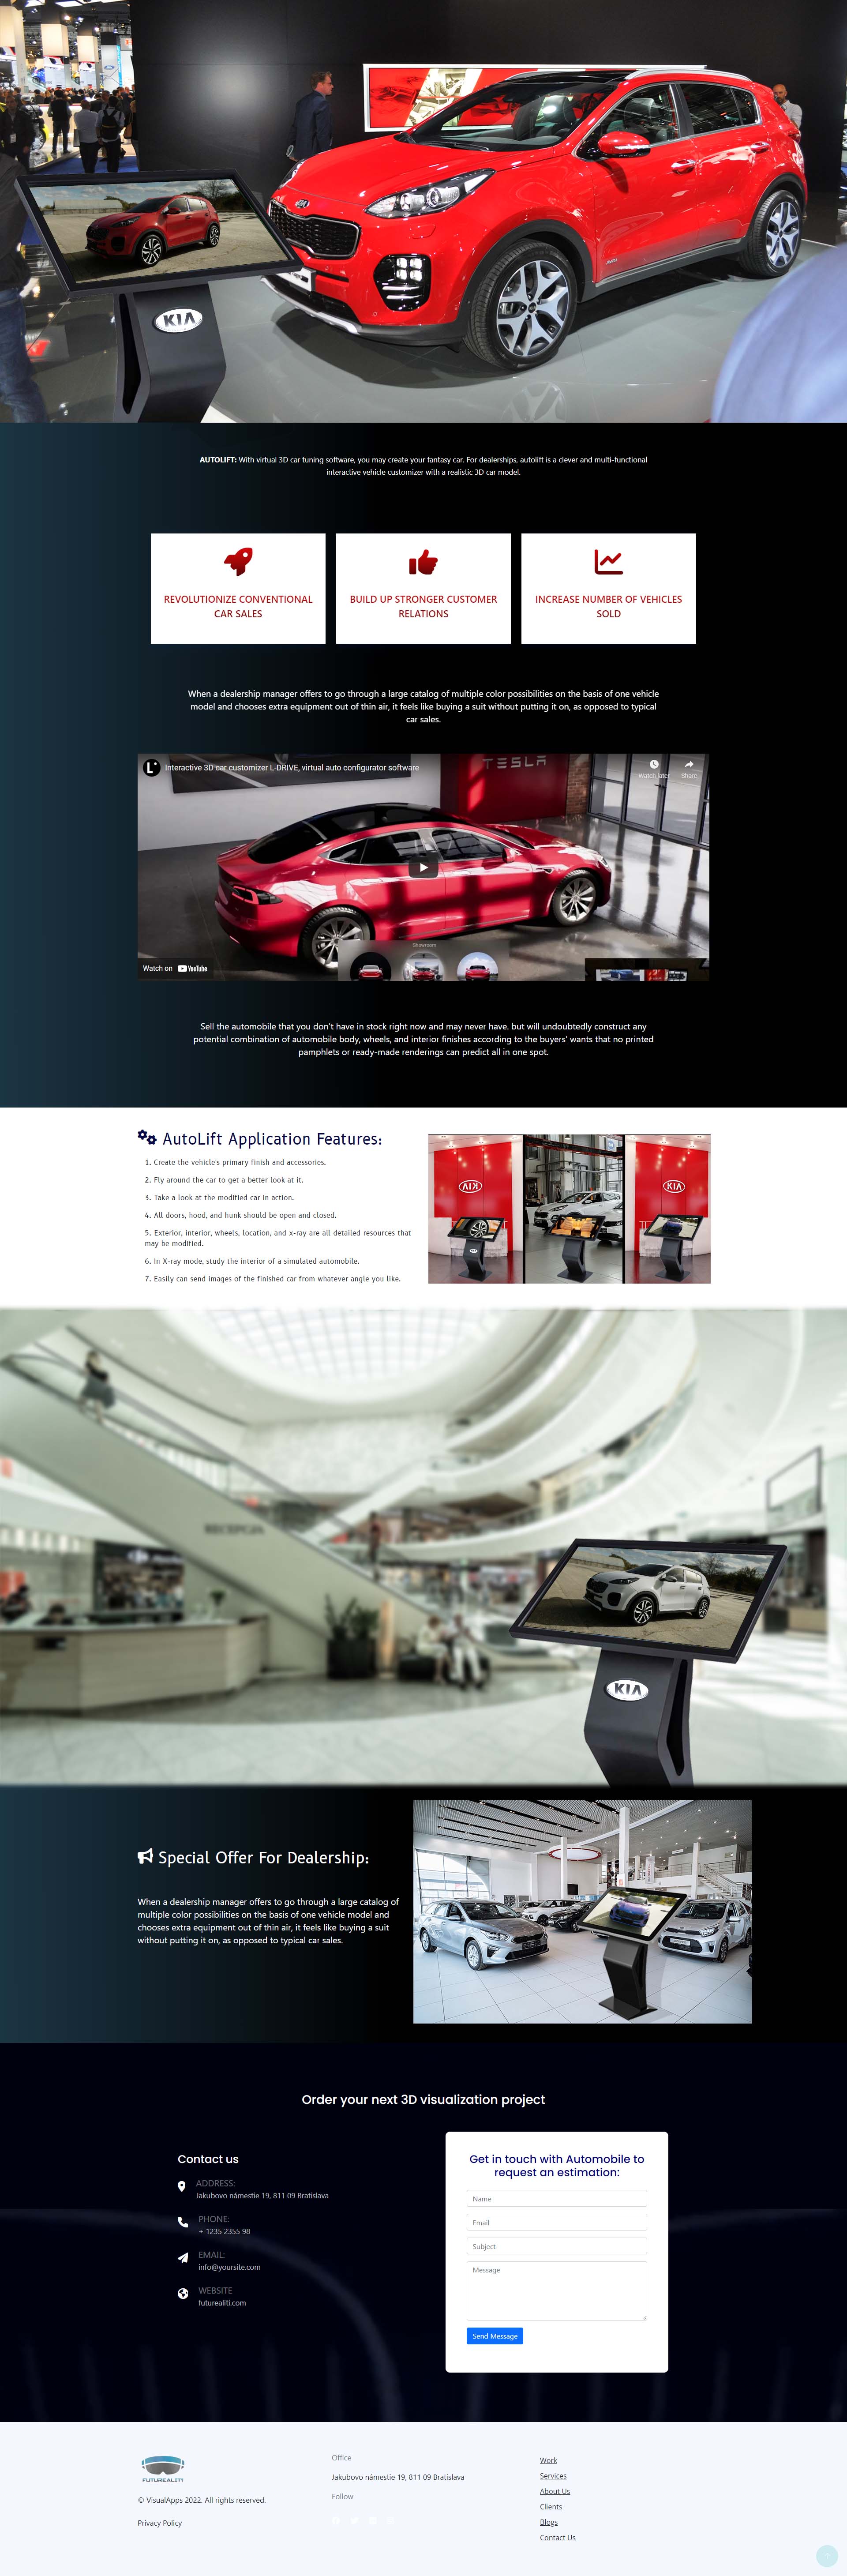 KIA
AUTOLIFT: With virtual 3D car tuning software, you may create your fantasy car. For dealerships, autolift is a clever and multi-functional
interactive vehicle customizer with a realistic 3D car model.
REVOLUTIONIZE CONVENTIONAL
CAR SALES
BUILD UP STRONGER CUSTOMER
RELATIONS
INCREASE NUMBER OF VEHICLES
SOLD
When a dealership manager offers to go through a large catalog of multiple color possibilities on the basis of one vehicle
model and chooses extra equipment out of thin air, it feels like buying a suit without putting it on, as opposed to typical
car sales.
Interactive 3D car customizer L-DRIVE, virtual auto configurator software
TESLA
Watch later
Share
Showroom
Watch on YouTube
Sell the automobile that you don't have in stock right now and may never have. but will undoubtedly construct any
potential combination of automobile body, wheels, and interior finishes according to the buyers' wants that no printed
pamphlets or ready-made renderings can predict all in one spot.
AutoLift Application Features:
1. Create the vehicle's primary finish and accessories.
2. Fly around the car to get a better look at it.
3. Take a look at the modified car in action.
4. All doors, hood, and hunk should be open and closed.
5. Exterior, interior, wheels, location, and x-ray are all detailed resources that
may be modified.
6. In X-ray mode, study the interior of a simulated automobile.
7. Easily can send images of the finished car from whatever angle you like.
KIA
KIA
KIA
Special Offer For Dealership:
When a dealership manager offers to go through a large catalog of
multiple color possibilities on the basis of one vehicle model and
chooses extra equipment out of thin air, it feels like buying a suit
without putting it on, as opposed to typical car sales.
Order your next 3D visualization project
Contact us
ADDRESS:
Jakubovo námestie 19, 811 09 Bratislava
PHONE:
+ 1235 2355 98
EMAIL:
info@yoursite.com
WEBSITE
futurealiti.com
Get in touch with Automobile to
request an estimation:
Name
Email
Subject
Message
Send Message
FUTUREALITI
© VisualApps 2022. All rights reserved.
Privacy Policy
Office
Jakubovo námestie 19, 811 09 Bratislava
Follow
Work
Services
About Us
Clients
Blogs
Contact Us